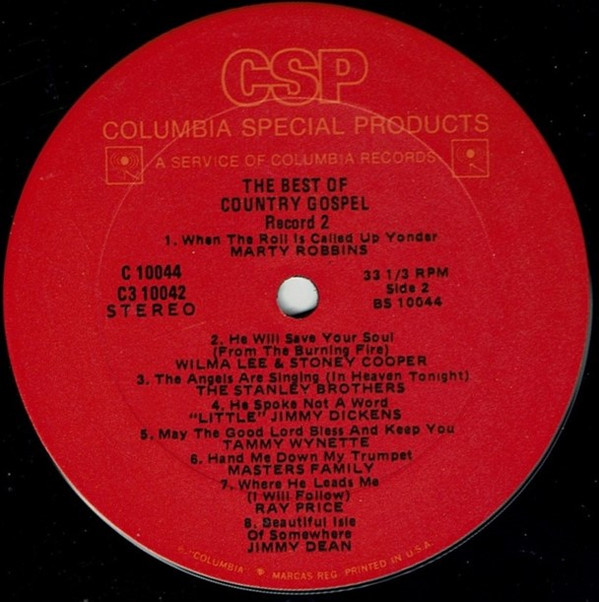 CSP
COLUMBIA SPECIAL PRODUCTS
A SERVICE OF COLUMBIA RECORDS
THE BEST OF
COUNTRY GOSPEL
Record 2
1. When The Roll Is Called Up Yonder
MARTY ROBBINS
C 10044
C3 10042
STEREO
33 1/3 RPM
Side 2
BS 10044
2. He Will Save Your Soul
(From The Burning Fire)
WILMA LEE & STONEY COOPER
3. The Angels Are Singing (In Heaven Tonight)
THE STANLEY BROTHERS
4. He Spoke Not A Word
"LITTLE" JIMMY DICKENS
5. May The Good Lord Bless And Keep You
TAMMY WYNETTE
6. Hand Me Down My Trumpet
MASTERS FAMILY
7. Where He Leads Me
(I Will Follow)
RAY PRICE
8. Beautiful Isle
Of Somewhere
JIMMY DEAN
"COLUMBIA" MARCAS REG. PRINTED IN U.S.A.